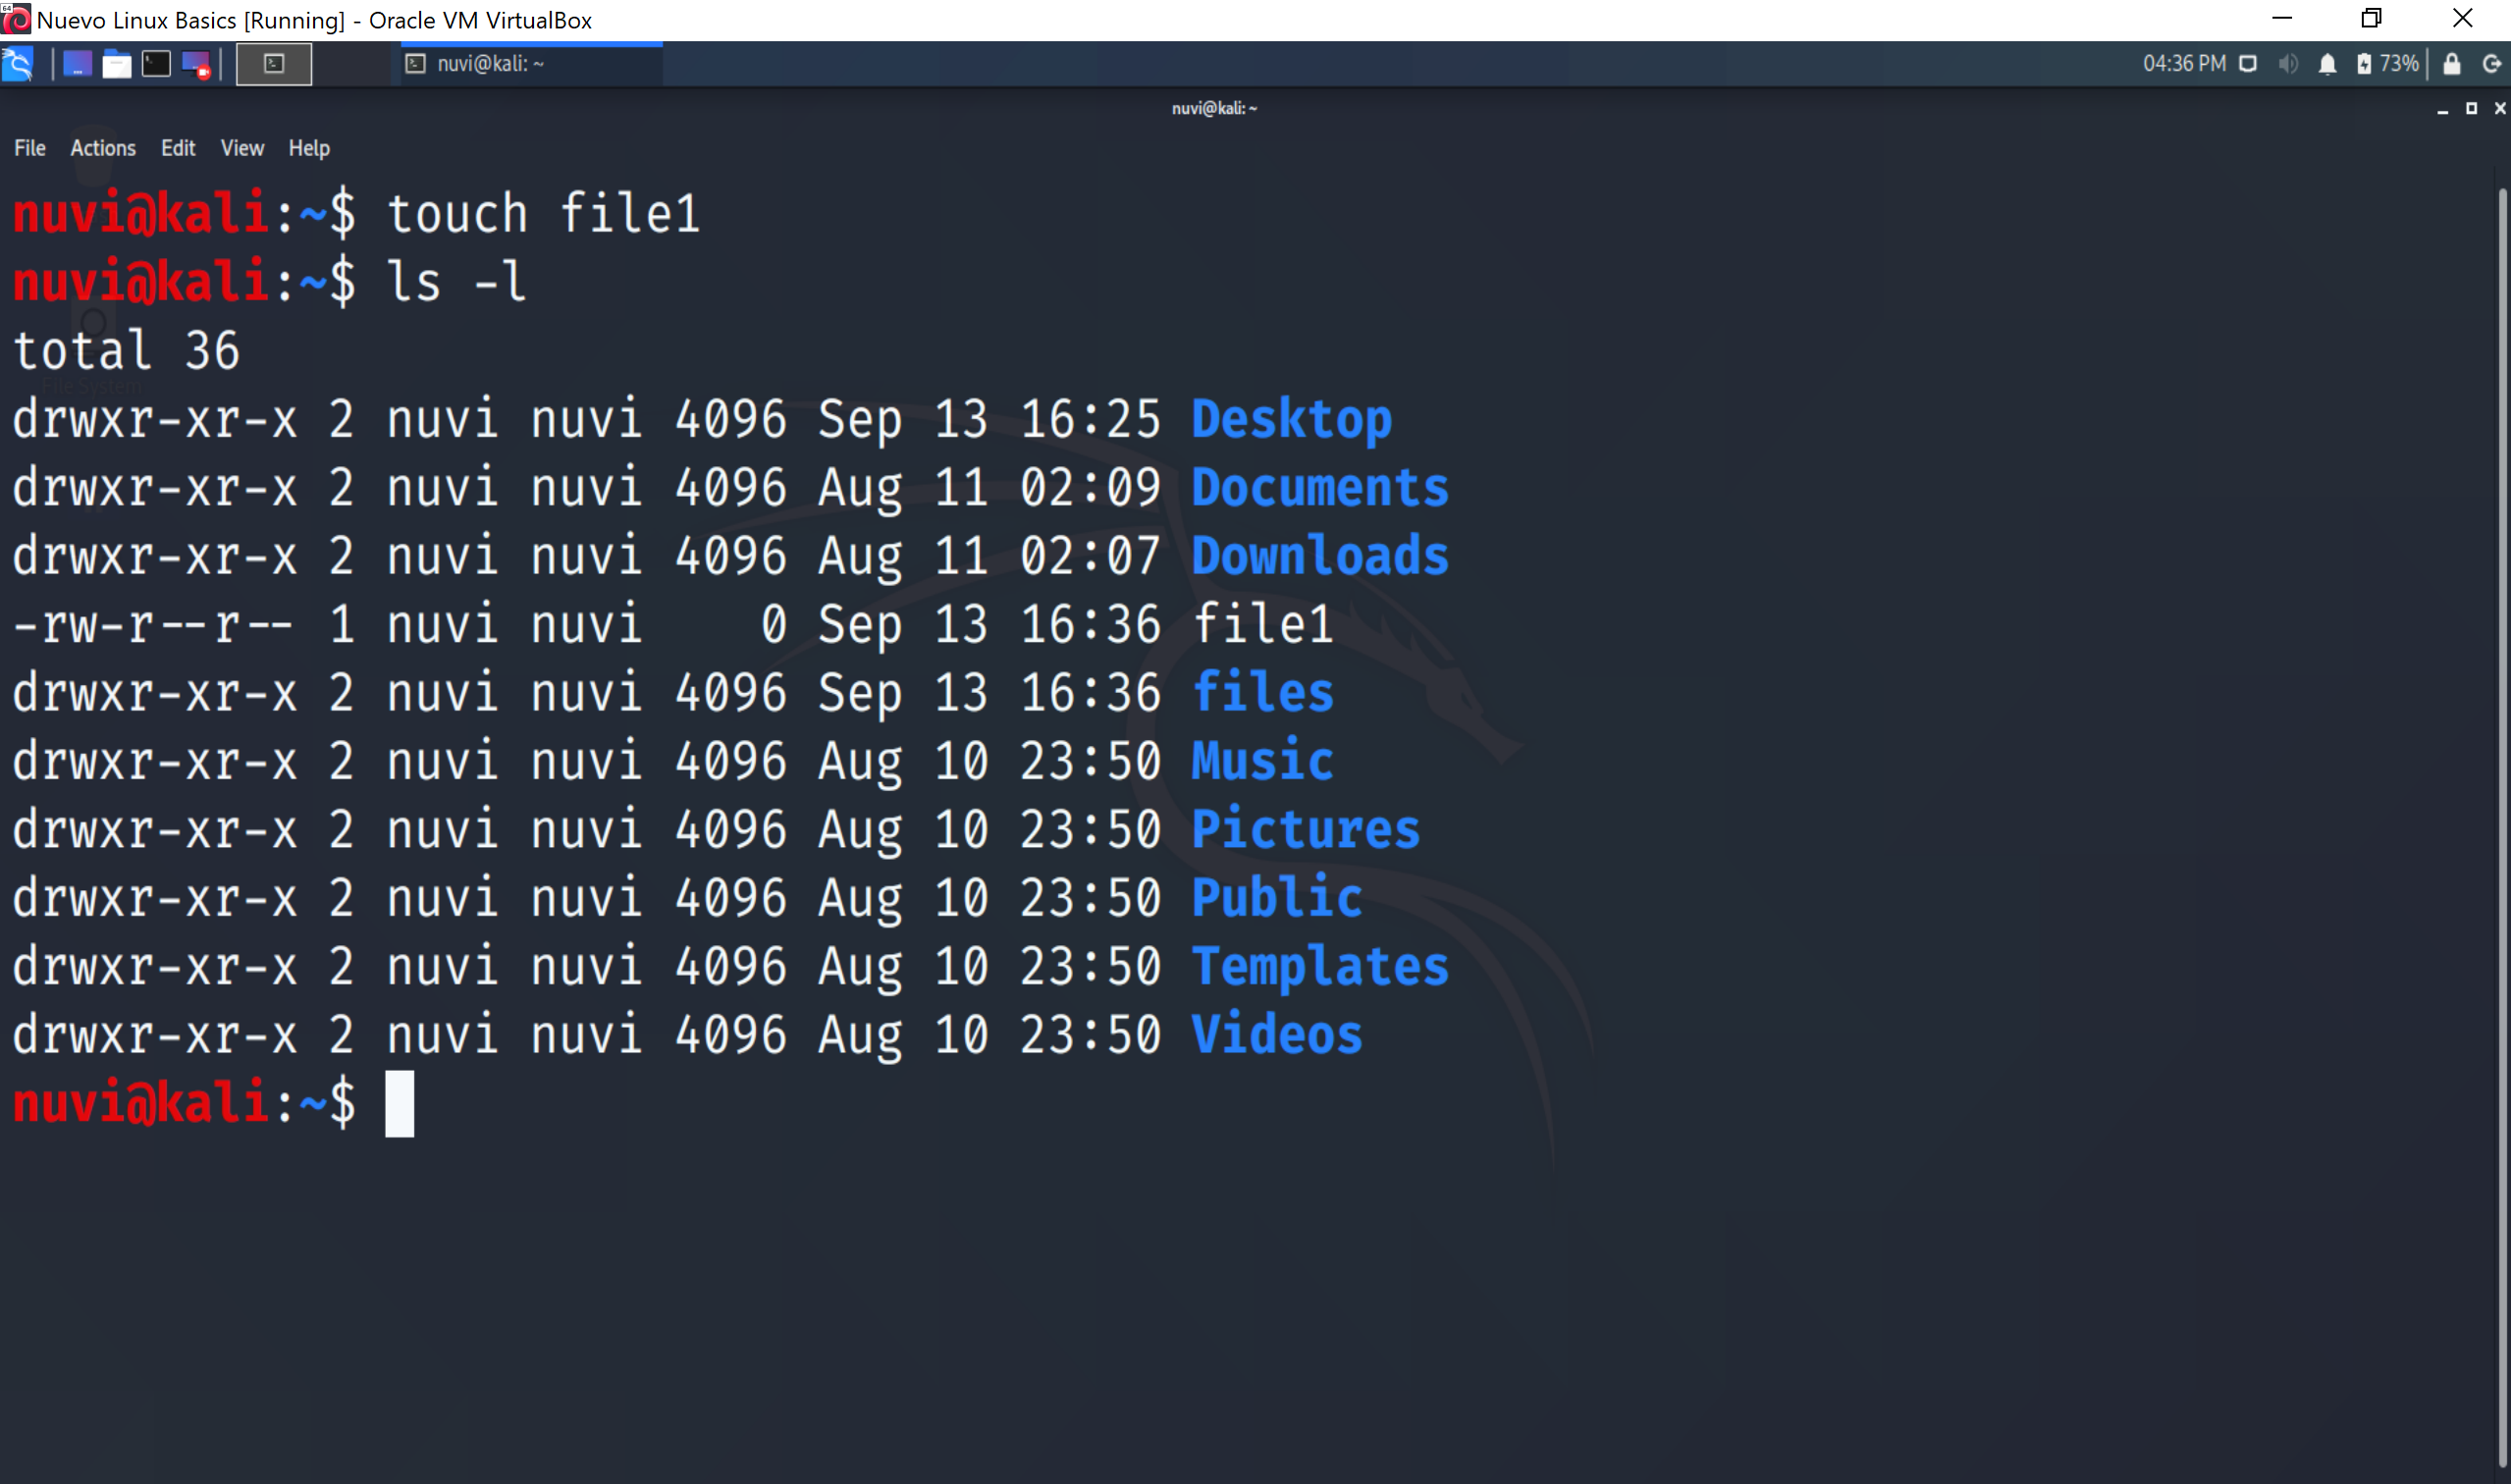 64
Nuevo Linux Basics [Running] - Oracle VM VirtualBox
nuvi@kali: ~
04:36 PM
73%
nuvi@kali: ~
File Actions Edit View Help
nuvi@kali:~$ touch file1
nuvi@kali:~$ ls -l
total 36
File System
drwxr-xr-x 2 nuvi nuvi 4096 Sep 13 16:25 Desktop
drwxr-xr-x 2 nuvi nuvi 4096 Aug 11 02:09 Documents
drwxr-xr-x 2 nuvi nuvi 4096 Aug 11 02:07 Downloads
-rw-r--r-- 1 nuvi nuvi    0 Sep 13 16:36 file1
drwxr-xr-x 2 nuvi nuvi 4096 Sep 13 16:36 files
drwxr-xr-x 2 nuvi nuvi 4096 Aug 10 23:50 Music
drwxr-xr-x 2 nuvi nuvi 4096 Aug 10 23:50 Pictures
drwxr-xr-x 2 nuvi nuvi 4096 Aug 10 23:50 Public
drwxr-xr-x 2 nuvi nuvi 4096 Aug 10 23:50 Templates
drwxr-xr-x 2 nuvi nuvi 4096 Aug 10 23:50 Videos
nuvi@kali:~$